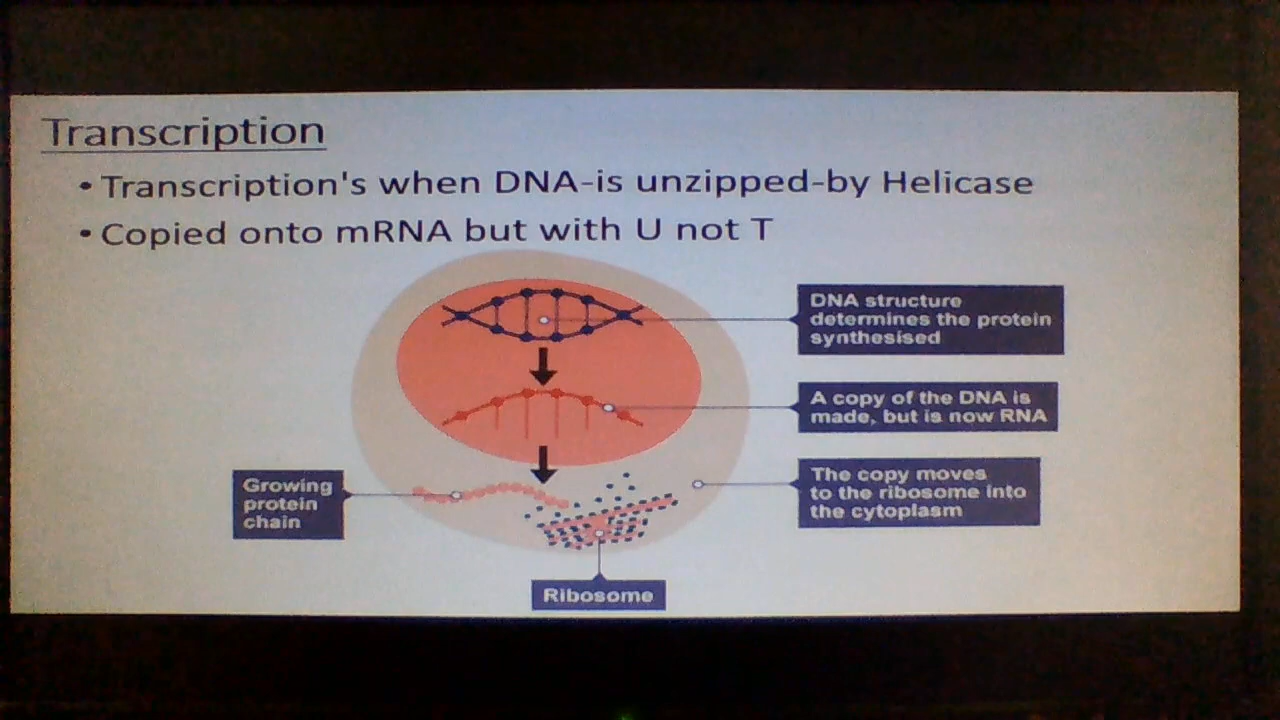 Transcription
• Transcription's when DNA-is unzipped-by Helicase
• Copied onto mRNA but with U not T
DNA structure
determines the protein
synthesised
A copy of the DNA is
made, but is now RNA
The copy moves
to the ribosome into
the cytoplasm
Growing
protein
chain
Ribosome